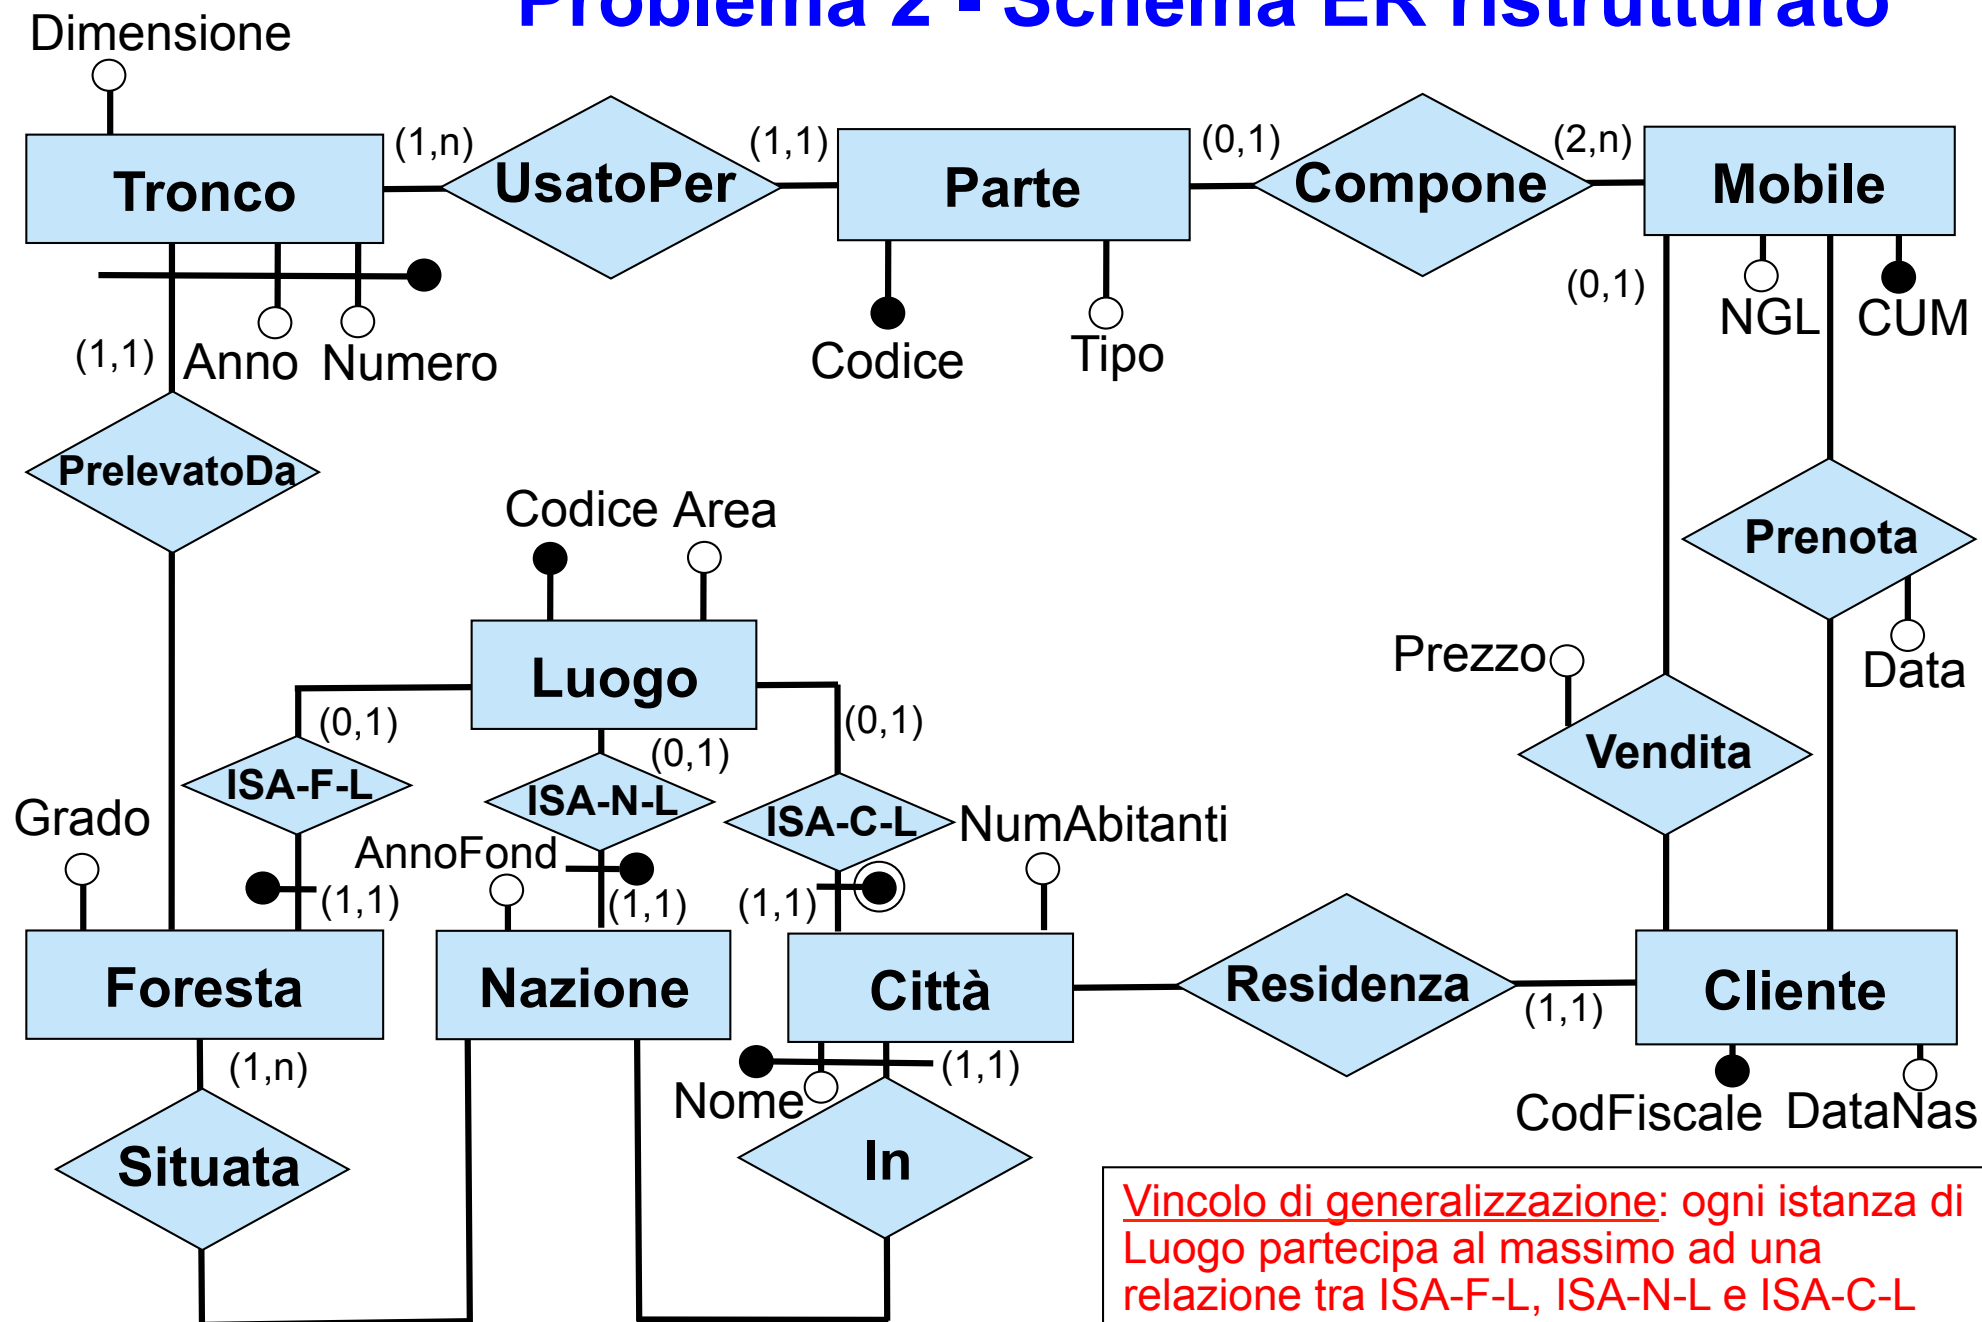 Problema 2 - Schema ER ristrutturato
Dimensione
Tronco
(1,n)
UsatoPer
(1,1)
Parte
(0,1)
Compone
(2,n)
Mobile
(1,1)
Anno
Numero
Codice
Tipo
(0,1)
NGL
CUM
PrelevatoDa
Codice
Area
Prenota
Data
Prezzo
Luogo
(0,1)
(0,1)
(0,1)
ISA-F-L
ISA-N-L
ISA-C-L
Vendita
Grado
AnnoFond
NumAbitanti
(1,1)
(1,1)
(1,1)
Foresta
Nazione
Città
Residenza
(1,1)
Cliente
(1,n)
Nome
(1,1)
CodFiscale
DataNas
Situata
In
Vincolo di generalizzazione: ogni istanza di
Luogo partecipa al massimo ad una
relazione tra ISA-F-L, ISA-N-L e ISA-C-L